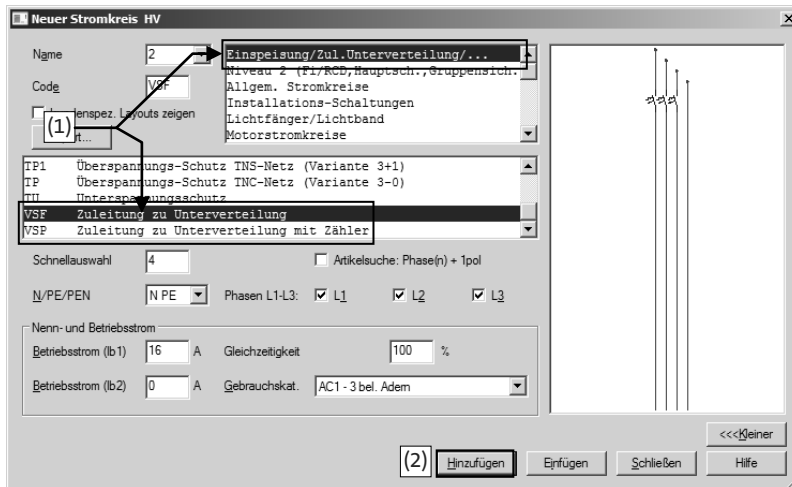 Neuer Stromkreis HV
Name 2
Einspeisung/Zul.Unterverteilung/...
Niveau 2 (Fi/RCD,Hauptsch.,Gruppensich.
Allgem. Stromkreise
Installations-Schaltungen
Lichtfänger/Lichtband
Motorstromkreise
Code VSF
Layouts zeigen
(1)
TP1 Überspannungs-Schutz TNS-Netz (Variante 3+1)
TP Überspannungs-Schutz TNC-Netz (Variante 3-0)
TU Unterspannungsschutz
VSF Zuleitung zu Unterverteilung
VSP Zuleitung zu Unterverteilung mit Zähler
Schnellauswahl 4 Artikelsuche: Phase(n) + 1pol
N/PE/PEN N PE Phasen L1-L3: L1 L2 L3
Nenn- und Betriebsstrom
Betriebsstrom (Ib1) 16 A Gleichzeitigkeit 100 %
Betriebsstrom (Ib2) 0 A Gebrauchskat. AC1 - 3 bel. Adern
<<<Kleiner
(2) Hinzufügen Einfügen Schließen Hilfe